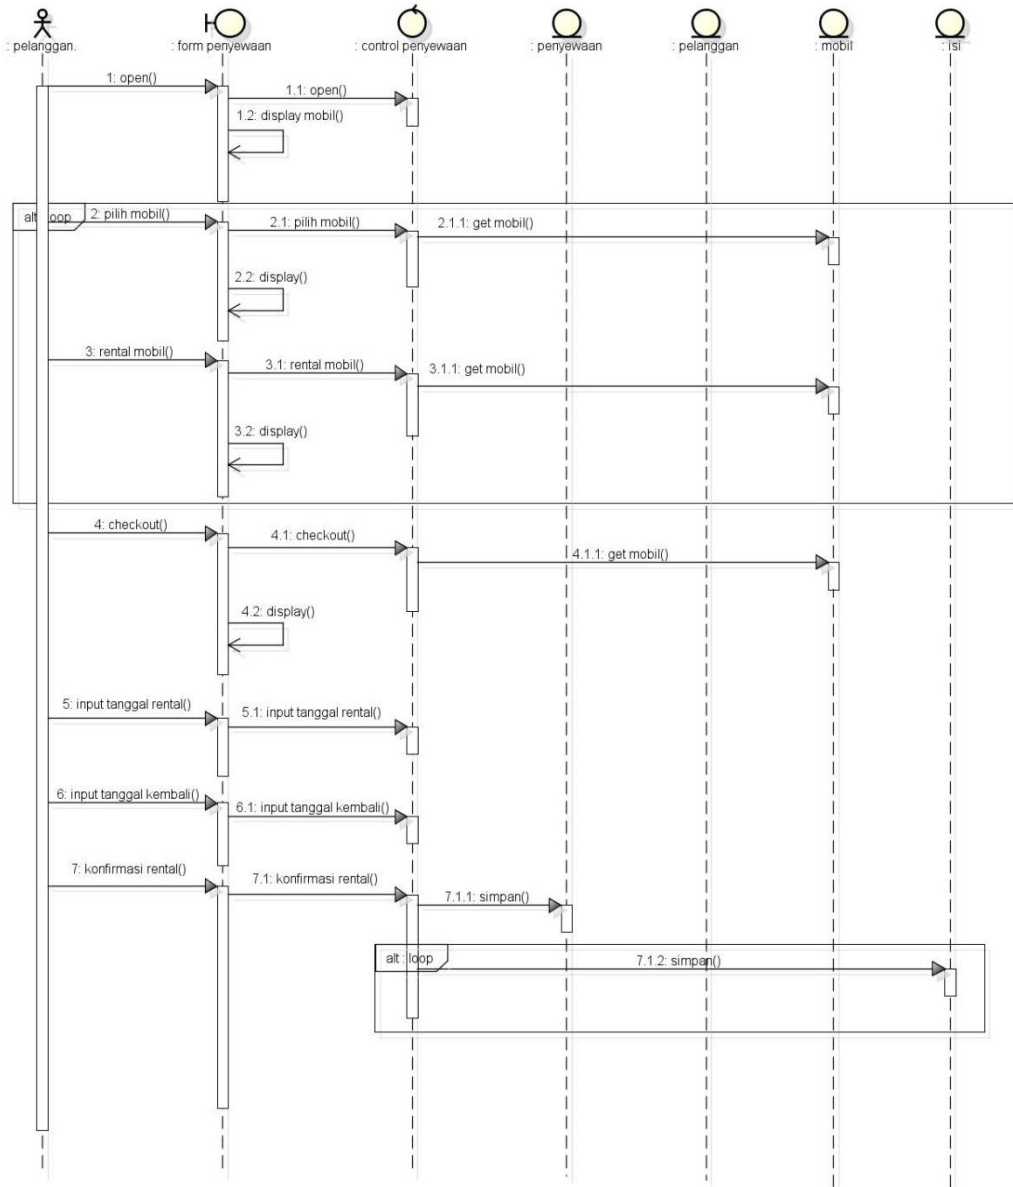 : pelanggan.
: form penyewaan
: control penyewaan
: penyewaan
: pelanggan
: mobil
: isi
1: open()
1.1: open()
1.2: display mobil()
alt : loop
2: pilih mobil()
2.1: pilih mobil()
2.1.1: get mobil()
2.2: display()
3: rental mobil()
3.1: rental mobil()
3.1.1: get mobil()
3.2: display()
4: checkout()
4.1: checkout()
4.1.1: get mobil()
4.2: display()
5: input tanggal rental()
5.1: input tanggal rental()
6: input tanggal kembali()
6.1: input tanggal kembali()
7: konfirmasi rental()
7.1: konfirmasi rental()
7.1.1: simpan()
alt : loop
7.1.2: simpan()